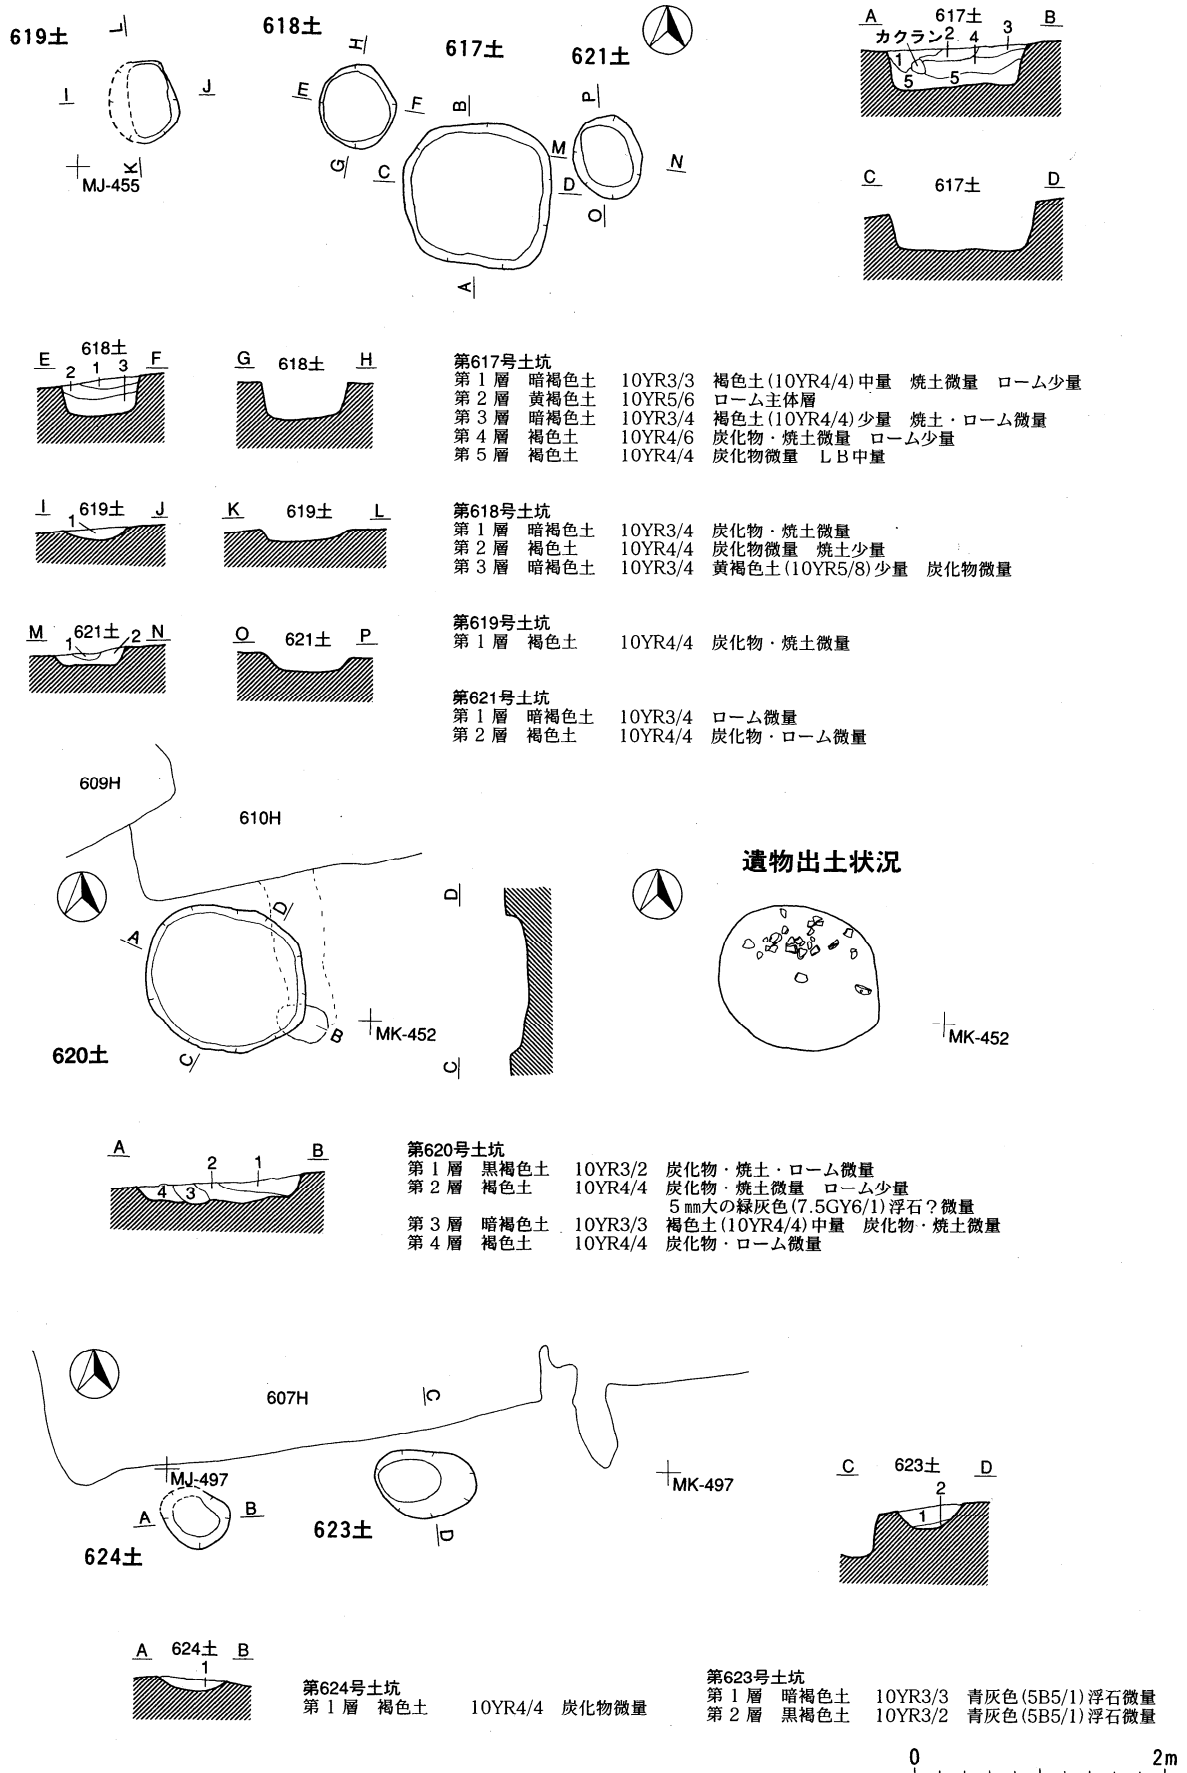 619土
L
I
J
K
MJ-455
618土
H
E
F
G
617土
B
C
D
A
621土
P
M
N
O
A 617土 B
カクラン 2 4 3
1
5 5
C 617土 D
E 618土 F
2 1 3
G 618土 H
第617号土坑
第1層 暗褐色土 10YR3/3 褐色土(10YR4/4)中量 焼土微量 ローム少量
第2層 黄褐色土 10YR5/6 ローム主体層
第3層 暗褐色土 10YR3/4 褐色土(10YR4/4)少量 焼土・ローム微量
第4層 褐色土 10YR4/6 炭化物・焼土微量 ローム少量
第5層 褐色土 10YR4/4 炭化物微量 LB中量
I 619土 J
1
K 619土 L
第618号土坑
第1層 暗褐色土 10YR3/4 炭化物・焼土微量
第2層 褐色土 10YR4/4 炭化物微量 焼土少量
第3層 暗褐色土 10YR3/4 黄褐色土(10YR5/8)少量 炭化物微量
第619号土坑
第1層 褐色土 10YR4/4 炭化物・焼土微量
M 621土 2 N
1
O 621土 P
第621号土坑
第1層 暗褐色土 10YR3/4 ローム微量
第2層 褐色土 10YR4/4 炭化物・ローム微量
609H
610H
A
D
B
C
MK-452
620土
D
C
遺物出土状況
MK-452
A B
2 1
4 3
第620号土坑
第1層 黒褐色土 10YR3/2 炭化物・焼土・ローム微量
第2層 褐色土 10YR4/4 炭化物・焼土微量 ローム少量
5㎜大の緑灰色(7.5GY6/1)浮石？微量
第3層 暗褐色土 10YR3/3 褐色土(10YR4/4)中量 炭化物・焼土微量
第4層 褐色土 10YR4/4 炭化物・ローム微量
607H
C
MJ-497
A
B
624土
623土
D
MK-497
C 623土 D
2
1
A 624土 B
1
第624号土坑
第1層 褐色土 10YR4/4 炭化物微量
第623号土坑
第1層 暗褐色土 10YR3/3 青灰色(5B5/1)浮石微量
第2層 黒褐色土 10YR3/2 青灰色(5B5/1)浮石微量
0 2m